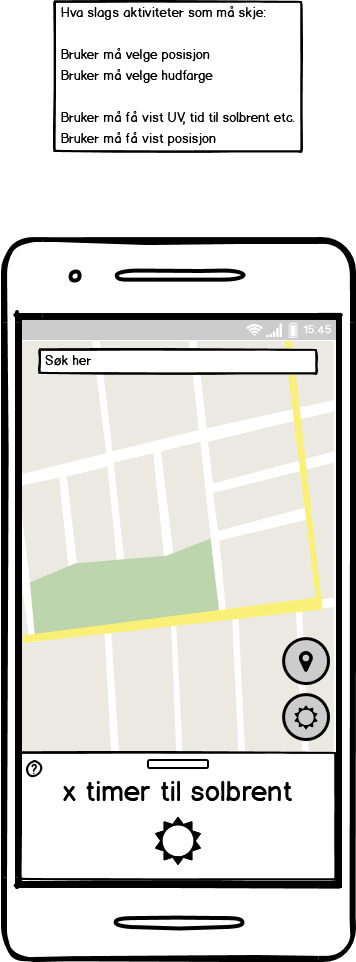 Hva slags aktiviteter som må skje:
Bruker må velge posisjon
Bruker må velge hudfarge
Bruker må få vist UV, tid til solbrent etc.
Bruker må få vist posisjon
15:45
Søk her
?
x timer til solbrent